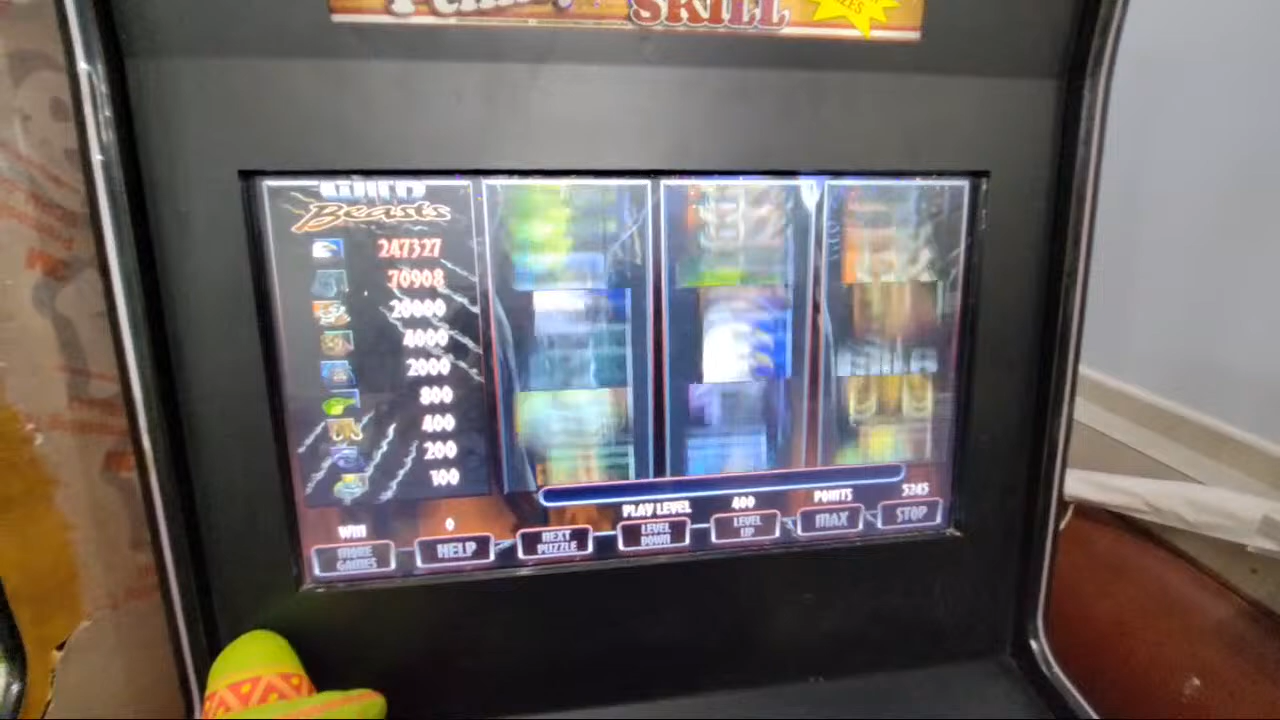 SKILL
Beasts
247327
70908
20000
4000
2000
800
400
200
100
WIN 0 PLAY LEVEL 400 POINTS 5245
MORE GAMES
HELP
NEXT PUZZLE
LEVEL DOWN
LEVEL UP
MAX
STOP